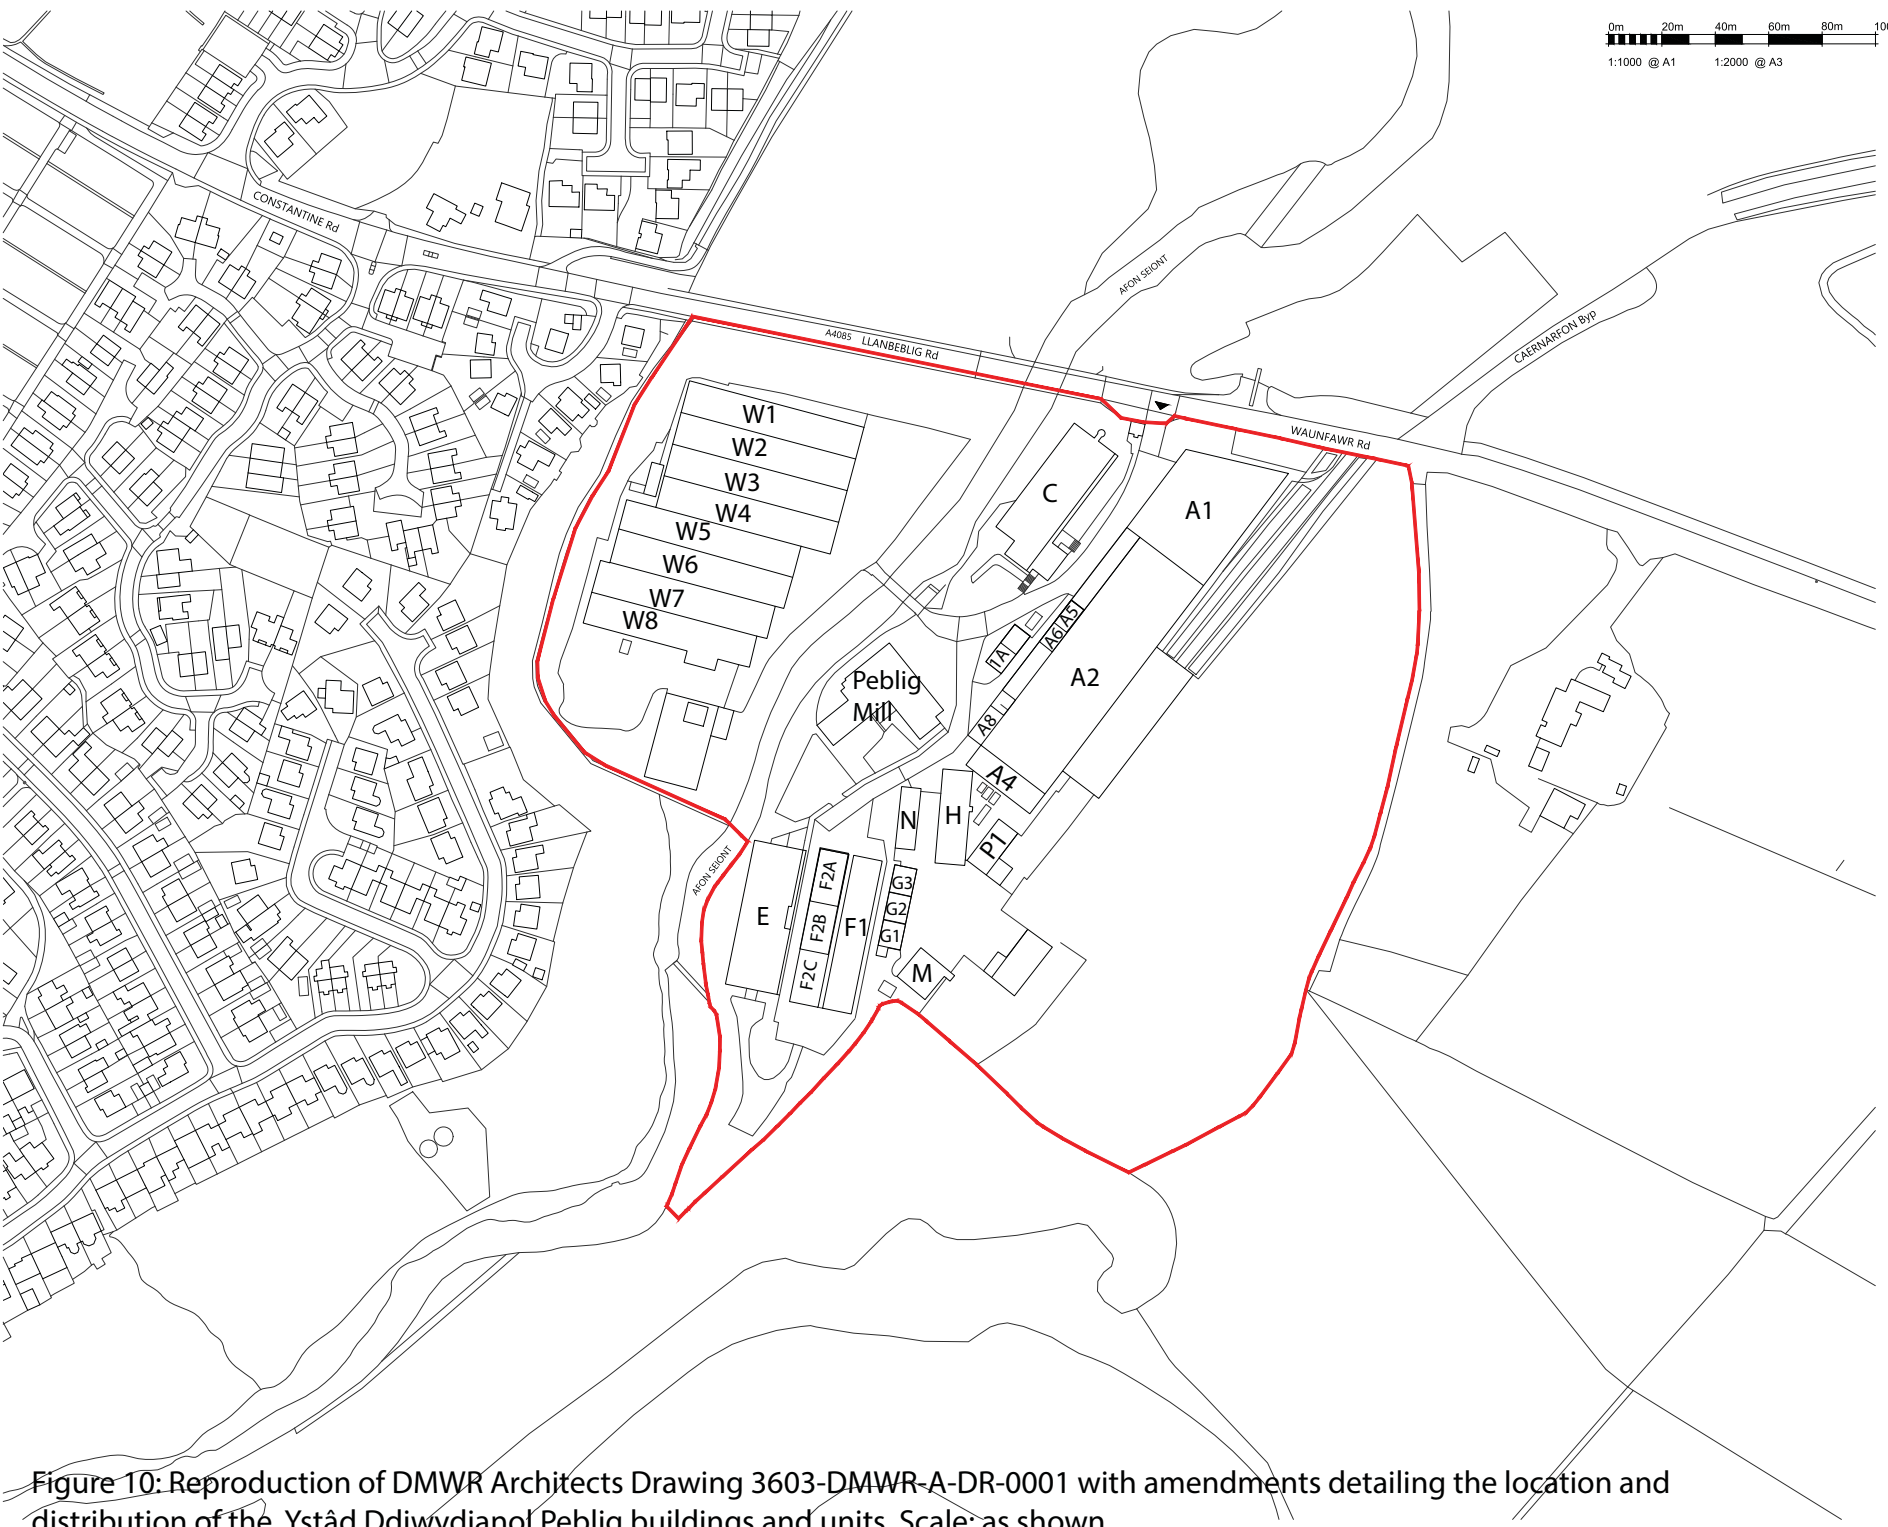 0m 20m 40m 60m 80m 100
1:1000 @ A1 1:2000 @ A3
CONSTANTINE Rd
AFON SEIONT
CAERNARFON Byp
A4085 LLANBEBLIG Rd
WAUNFAWR Rd
W1
W2
W3
W4
W5
W6
W7
W8
C
A1
A5
A6
1A
A2
A8
A4
Peblig
Mill
N
H
P1
AFON SEIONT
E
F2A
F2B
F2C
F1
G3
G2
G1
M
Figure 10: Reproduction of DMWR Architects Drawing 3603-DMWR-A-DR-0001 with amendments detailing the location and
distribution of the Ystâd Ddiwydianol Peblig buildings and units. Scale: as shown